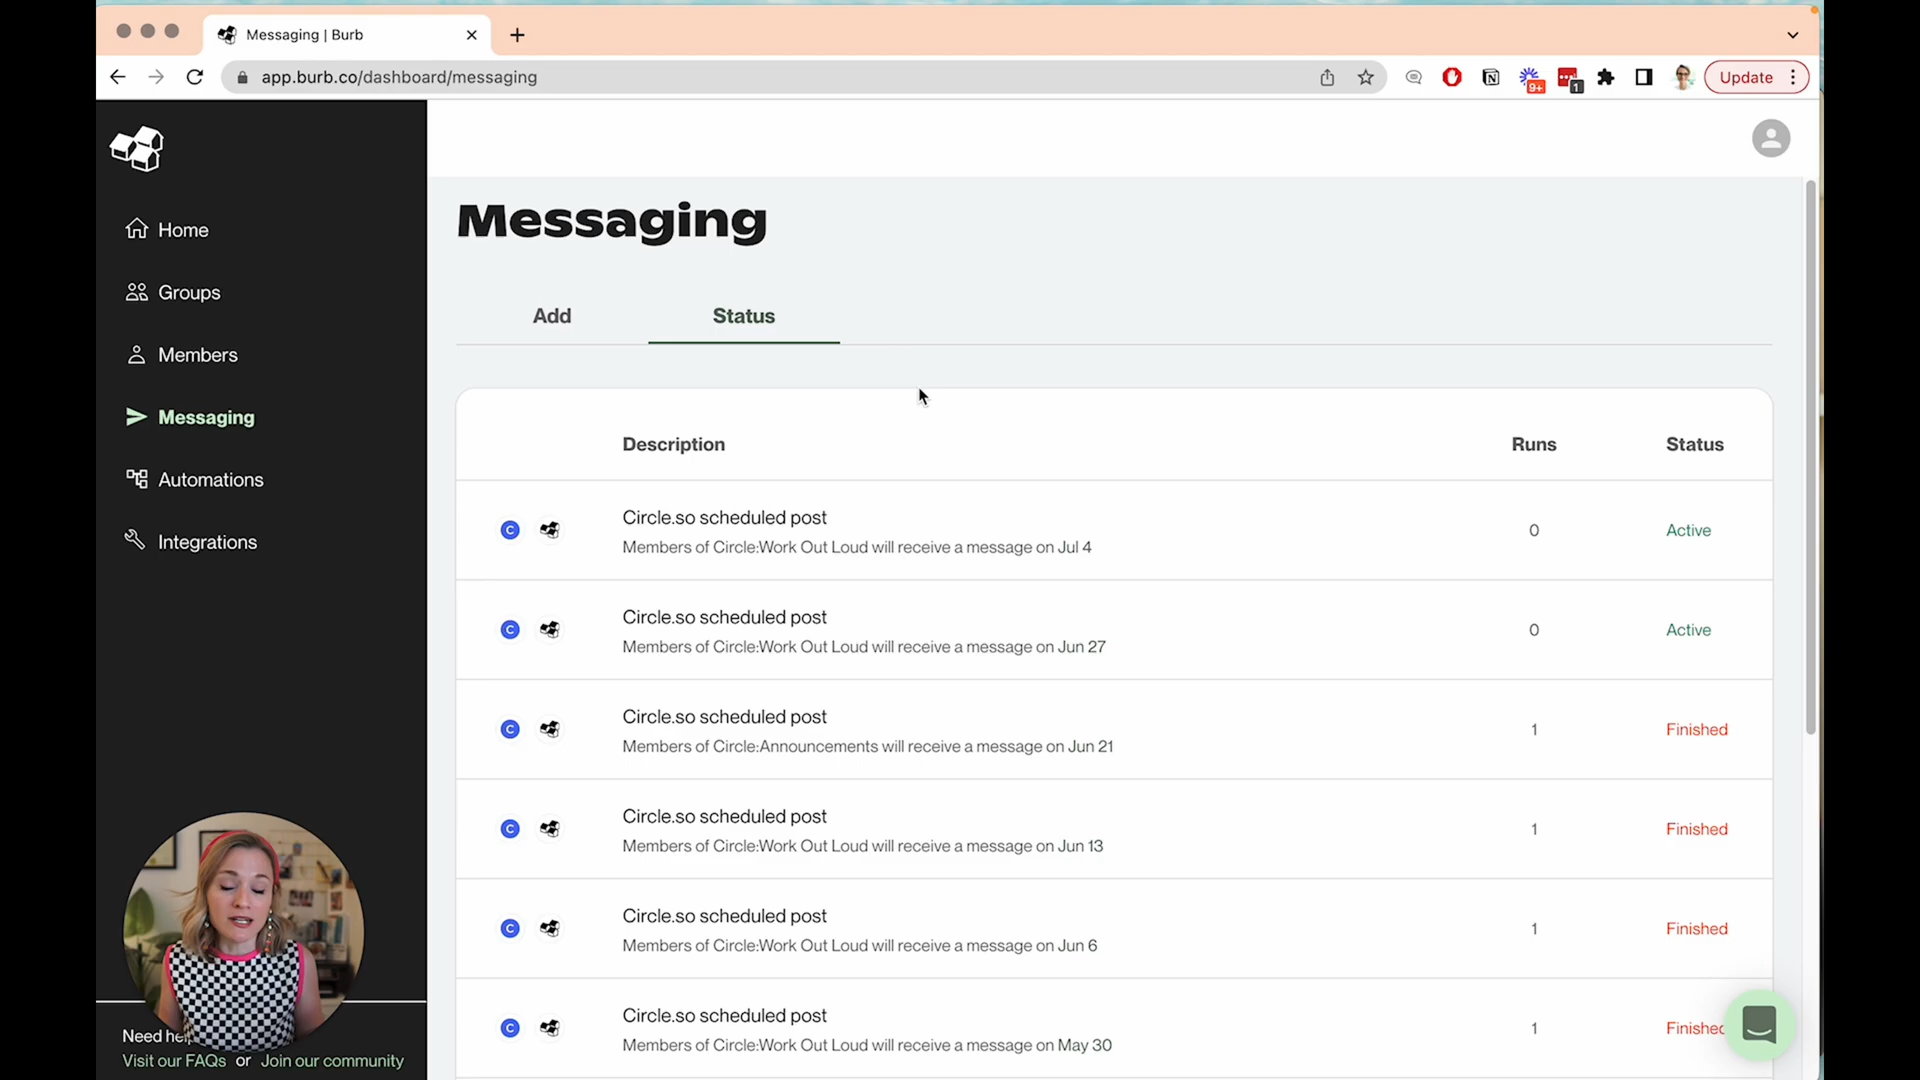 Messaging | Burb
app.burb.co/dashboard/messaging
9+
1
Update
Home
Groups
Members
Messaging
Automations
Integrations
Messaging
Add
Status
Description
Runs
Status
C
Circle.so scheduled post
Members of Circle:Work Out Loud will receive a message on Jul 4
0
Active
C
Circle.so scheduled post
Members of Circle:Work Out Loud will receive a message on Jun 27
0
Active
C
Circle.so scheduled post
Members of Circle:Announcements will receive a message on Jun 21
1
Finished
C
Circle.so scheduled post
Members of Circle:Work Out Loud will receive a message on Jun 13
1
Finished
C
Circle.so scheduled post
Members of Circle:Work Out Loud will receive a message on Jun 6
1
Finished
C
Circle.so scheduled post
Members of Circle:Work Out Loud will receive a message on May 30
1
Finished
Need
Visit our FAQs or Join our community